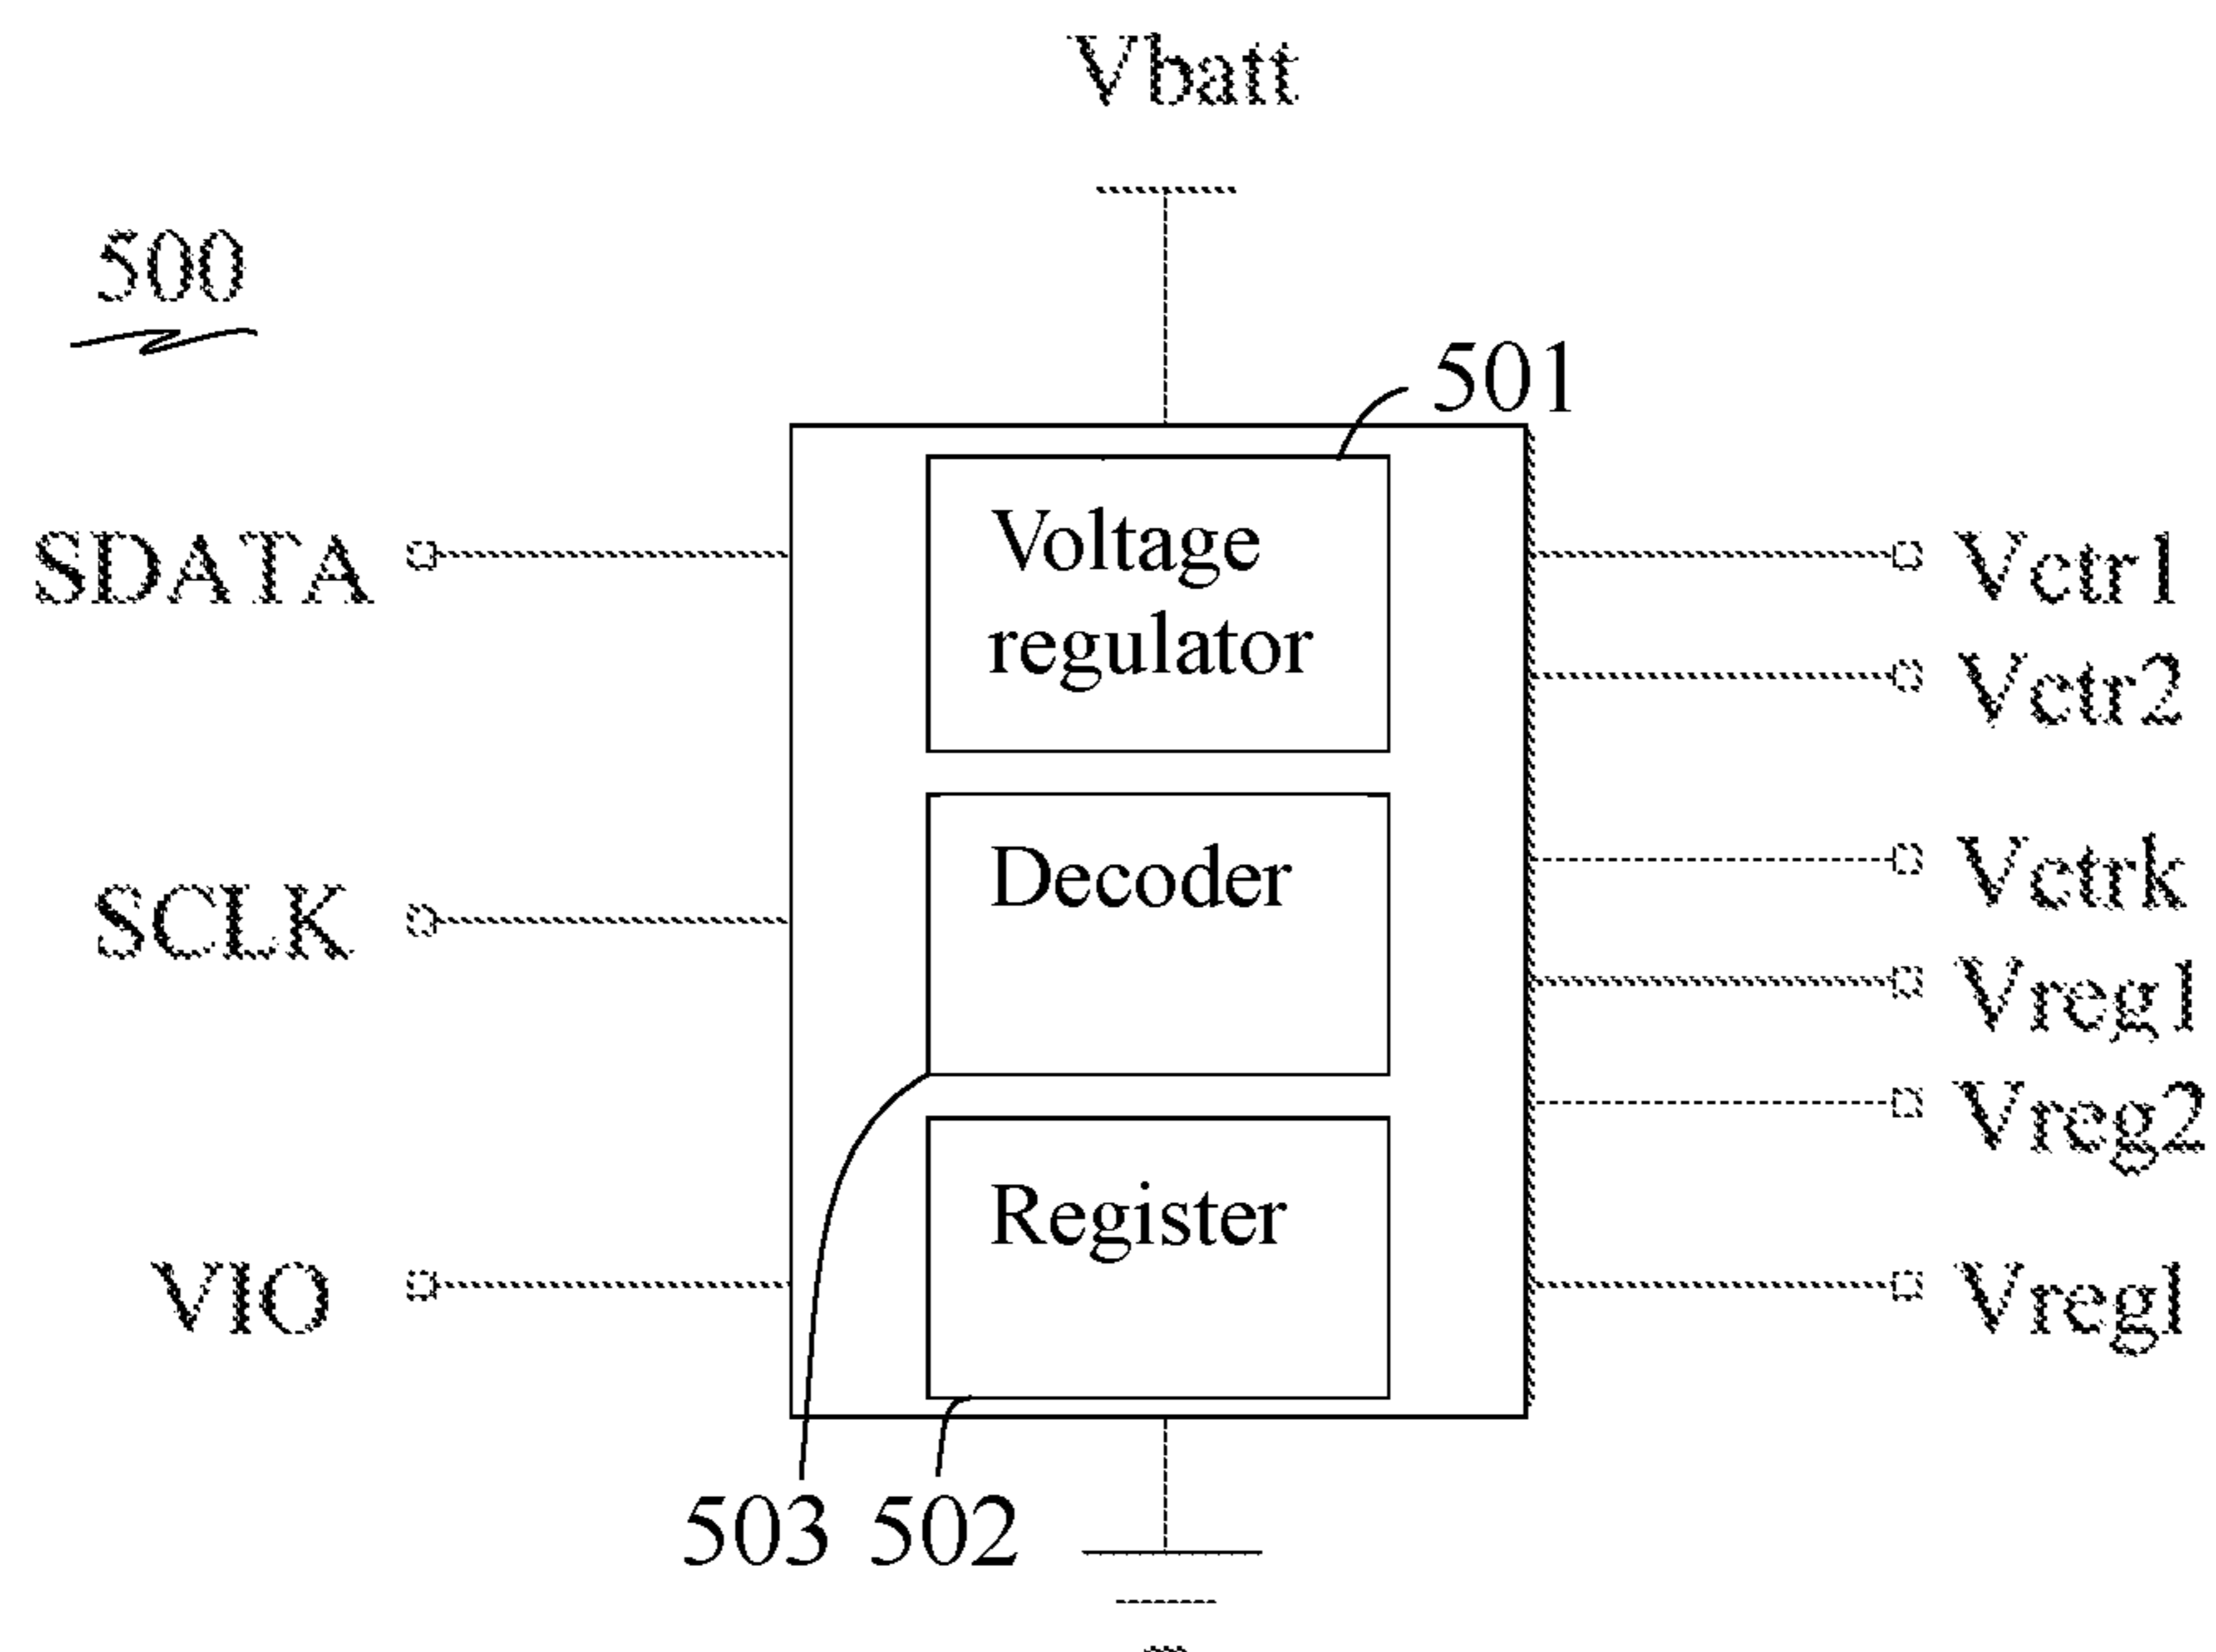 Vbatt
500
501
SDATA
Voltage
regulator
Vctr1
Vctr2
Decoder
Vctrk
SCLK
Vreg1
Vreg2
Register
VIO
Vregl
503
502